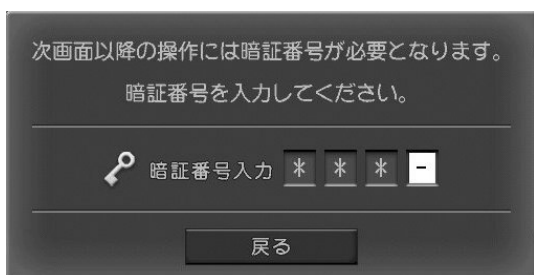 次画面以降の操作には暗証番号が必要となります。
暗証番号を入力してください。
暗証番号入力 * * * -
戻る